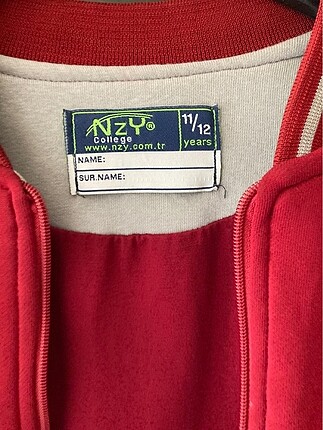 NzY®
College
www.nzy.com.tr
11/12
years
NAME:
SUR.NAME: